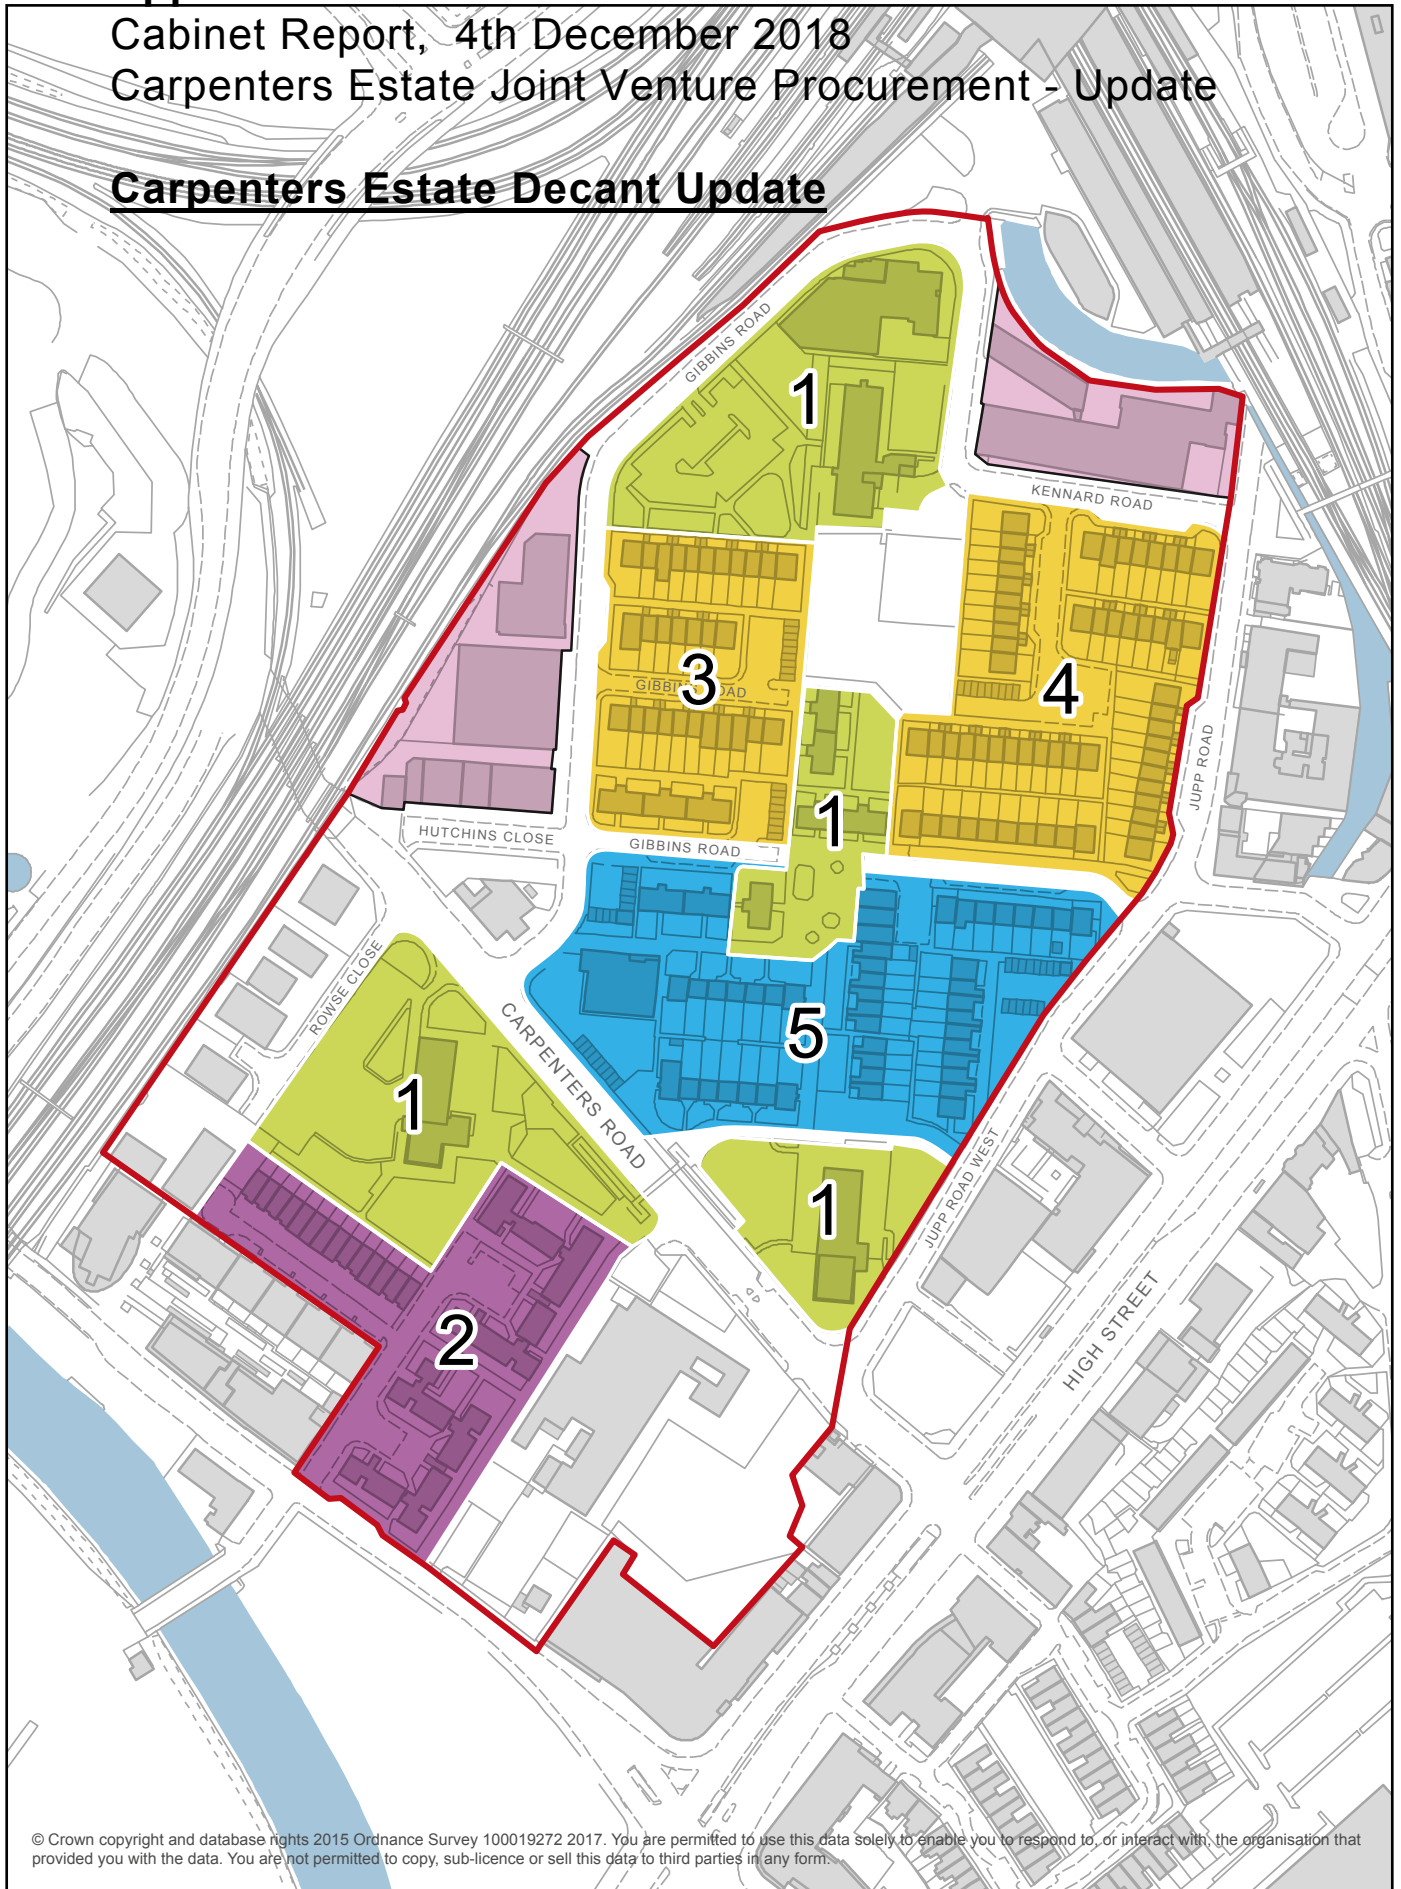 Cabinet Report, 4th December 2018
Carpenters Estate Joint Venture Procurement - Update
Carpenters Estate Decant Update
GIBBINS ROAD
1
KENNARD ROAD
3
GIBBINS ROAD
4
JUPP ROAD
1
HUTCHINS CLOSE
GIBBINS ROAD
ROWSE CLOSE
CARPENTERS ROAD
5
1
JUPP ROAD WEST
1
HIGH STREET
2
© Crown copyright and database rights 2015 Ordnance Survey 100019272 2017. You are permitted to use this data solely to enable you to respond to, or interact with, the organisation that
provided you with the data. You are not permitted to copy, sub-licence or sell this data to third parties in any form.